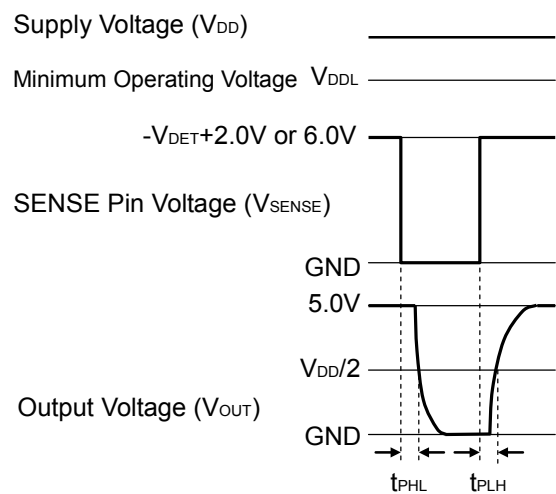 Supply Voltage (VDD)
Minimum Operating Voltage VDDL
-VDET+2.0V or 6.0V
SENSE Pin Voltage (VSENSE)
GND
5.0V
VDD/2
Output Voltage (VOUT)
GND
tPHL tPLH